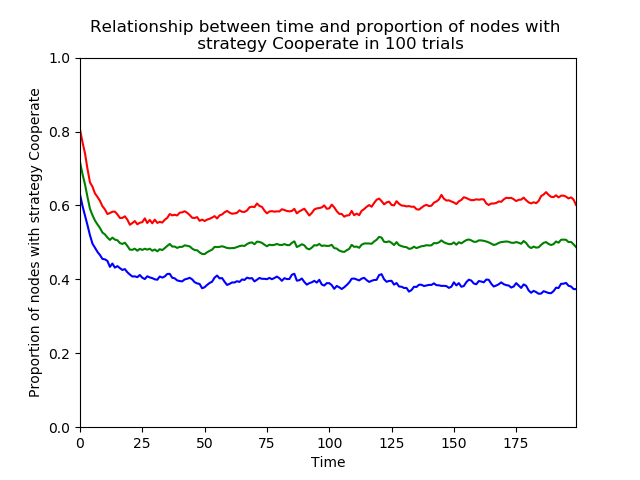 Relationship between time and proportion of nodes with
strategy Cooperate in 100 trials
Proportion of nodes with strategy Cooperate
1.0
0.8
0.6
0.4
0.2
0.0
0 25 50 75 100 125 150 175
Time